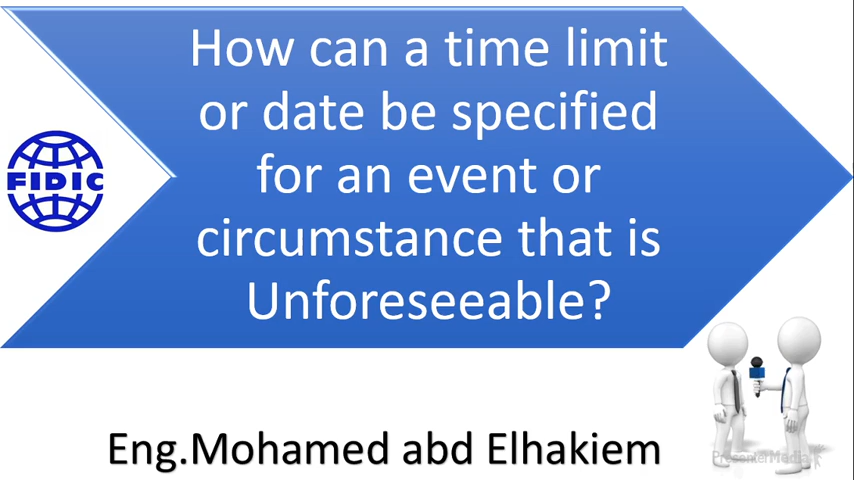 How can a time limit
or date be specified
for an event or
FIDIC
circumstance that is
Unforeseeable?
Eng.Mohamed abd Elhakiem
PresenterMedia